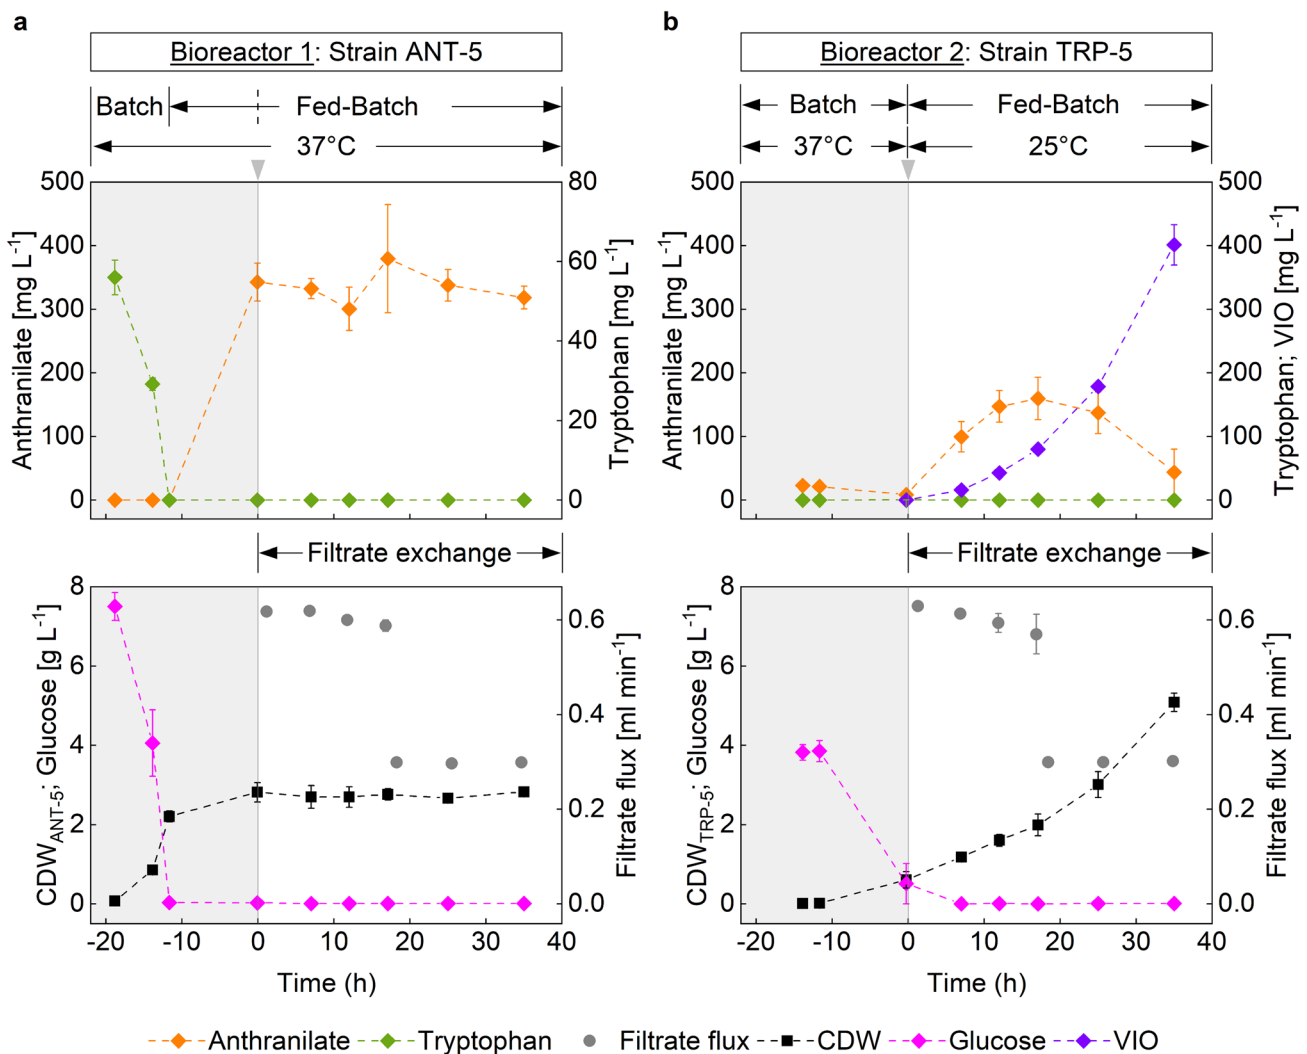 a
Bioreactor 1: Strain ANT-5
Batch Fed-Batch
37°C
500 400 300 200 100 0
Anthranilate [mg L⁻¹]
80 60 40 20 0
Tryptophan [mg L⁻¹]
Filtrate exchange
8 6 4 2 0
CDW_ANT-5; Glucose [g L⁻¹]
0.6 0.4 0.2 0.0
Filtrate flux [ml min⁻¹]
-20 -10 0 10 20 30 40
Time (h)
b
Bioreactor 2: Strain TRP-5
Batch Fed-Batch
37°C 25°C
500 400 300 200 100 0
Anthranilate [mg L⁻¹]
500 400 300 200 100 0
Tryptophan; VIO [mg L⁻¹]
Filtrate exchange
8 6 4 2 0
CDW_TRP-5; Glucose [g L⁻¹]
0.6 0.4 0.2 0.0
Filtrate flux [ml min⁻¹]
-20 -10 0 10 20 30 40
Time (h)
Anthranilate Tryptophan Filtrate flux CDW Glucose VIO